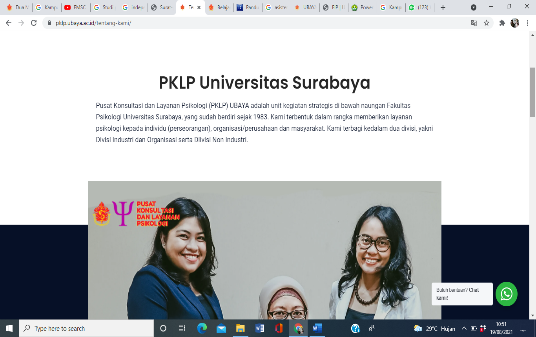 pklp.ubaya.ac.id/tentang-kami/
PKLP Universitas Surabaya
Pusat Konsultasi dan Layanan Psikologi (PKLP) UBAYA adalah unit kegiatan strategis di bawah naungan Fakultas
Psikologi Universitas Surabaya, yang sudah berdiri sejak 1983. Kami terbentuk dalam rangka memberikan layanan
psikologi kepada individu (perseorangan), organisasi/perusahaan dan masyarakat. Kami terbagi kedalam dua divisi, yakni
Divisi Industri dan Organisasi serta Divisi Non Industri.
PUSAT
KONSULTASI
DAN LAYANAN
PSIKOLOGI
Butuh bantuan? Chat
kami!
Type here to search
29°C Hujan
10:51
19/08/2021